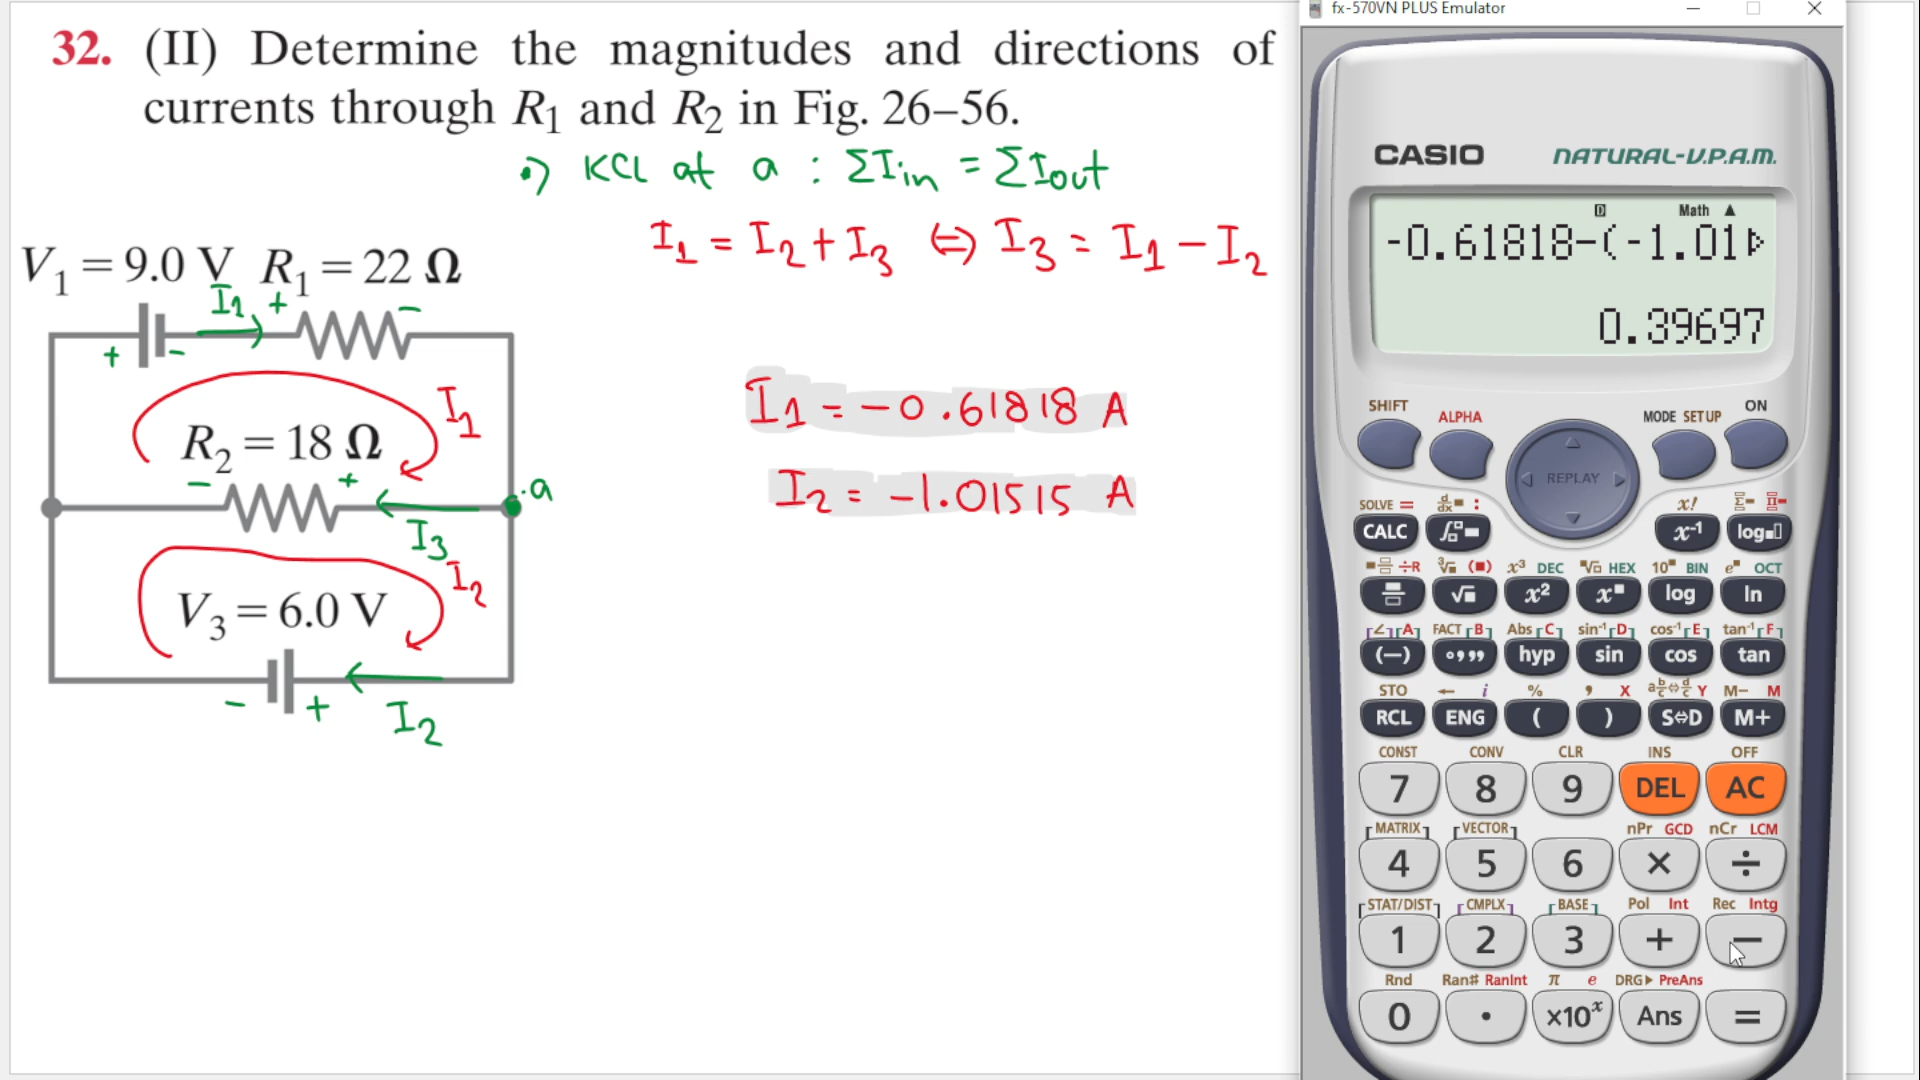 32. (II) Determine the magnitudes and directions of
currents through R₁ and R₂ in Fig. 26–56.
•) KCL at a : ΣIin = ΣIout
I₁ = I₂ + I₃ ⇔ I₃ = I₁ − I₂
V₁ = 9.0 V R₁ = 22 Ω
I₁ + −
+ −
I₁
R₂ = 18 Ω
− +
a
I₃
I₂
V₃ = 6.0 V
− +
I₂
I₁ = −0.61818 A
I₂ = −1.01515 A
fx-570VN PLUS Emulator
CASIO NATURAL-V.P.A.M.
D Math ▲
-0.61818-(-1.01
0.39697
SHIFT ALPHA MODE SETUP ON
REPLAY
SOLVE = d/dx : x! Σ Π
CALC ∫ x⁻¹ log
÷R ³√ x³ DEC √ HEX 10 BIN e OCT
√ x² x log ln
∠ A FACT B Abs C sin⁻¹ D cos⁻¹ E tan⁻¹ F
(−) °,,, hyp sin cos tan
STO ← i % , X a b/c⇔d/c Y M− M
RCL ENG ( ) S⇔D M+
CONST CONV CLR INS OFF
7 8 9 DEL AC
MATRIX VECTOR nPr GCD nCr LCM
4 5 6 × ÷
STAT/DIST CMPLX BASE Pol Int Rec Intg
1 2 3 + −
Rnd Ran# RanInt π e DRG▶ PreAns
0 . ×10ˣ Ans =